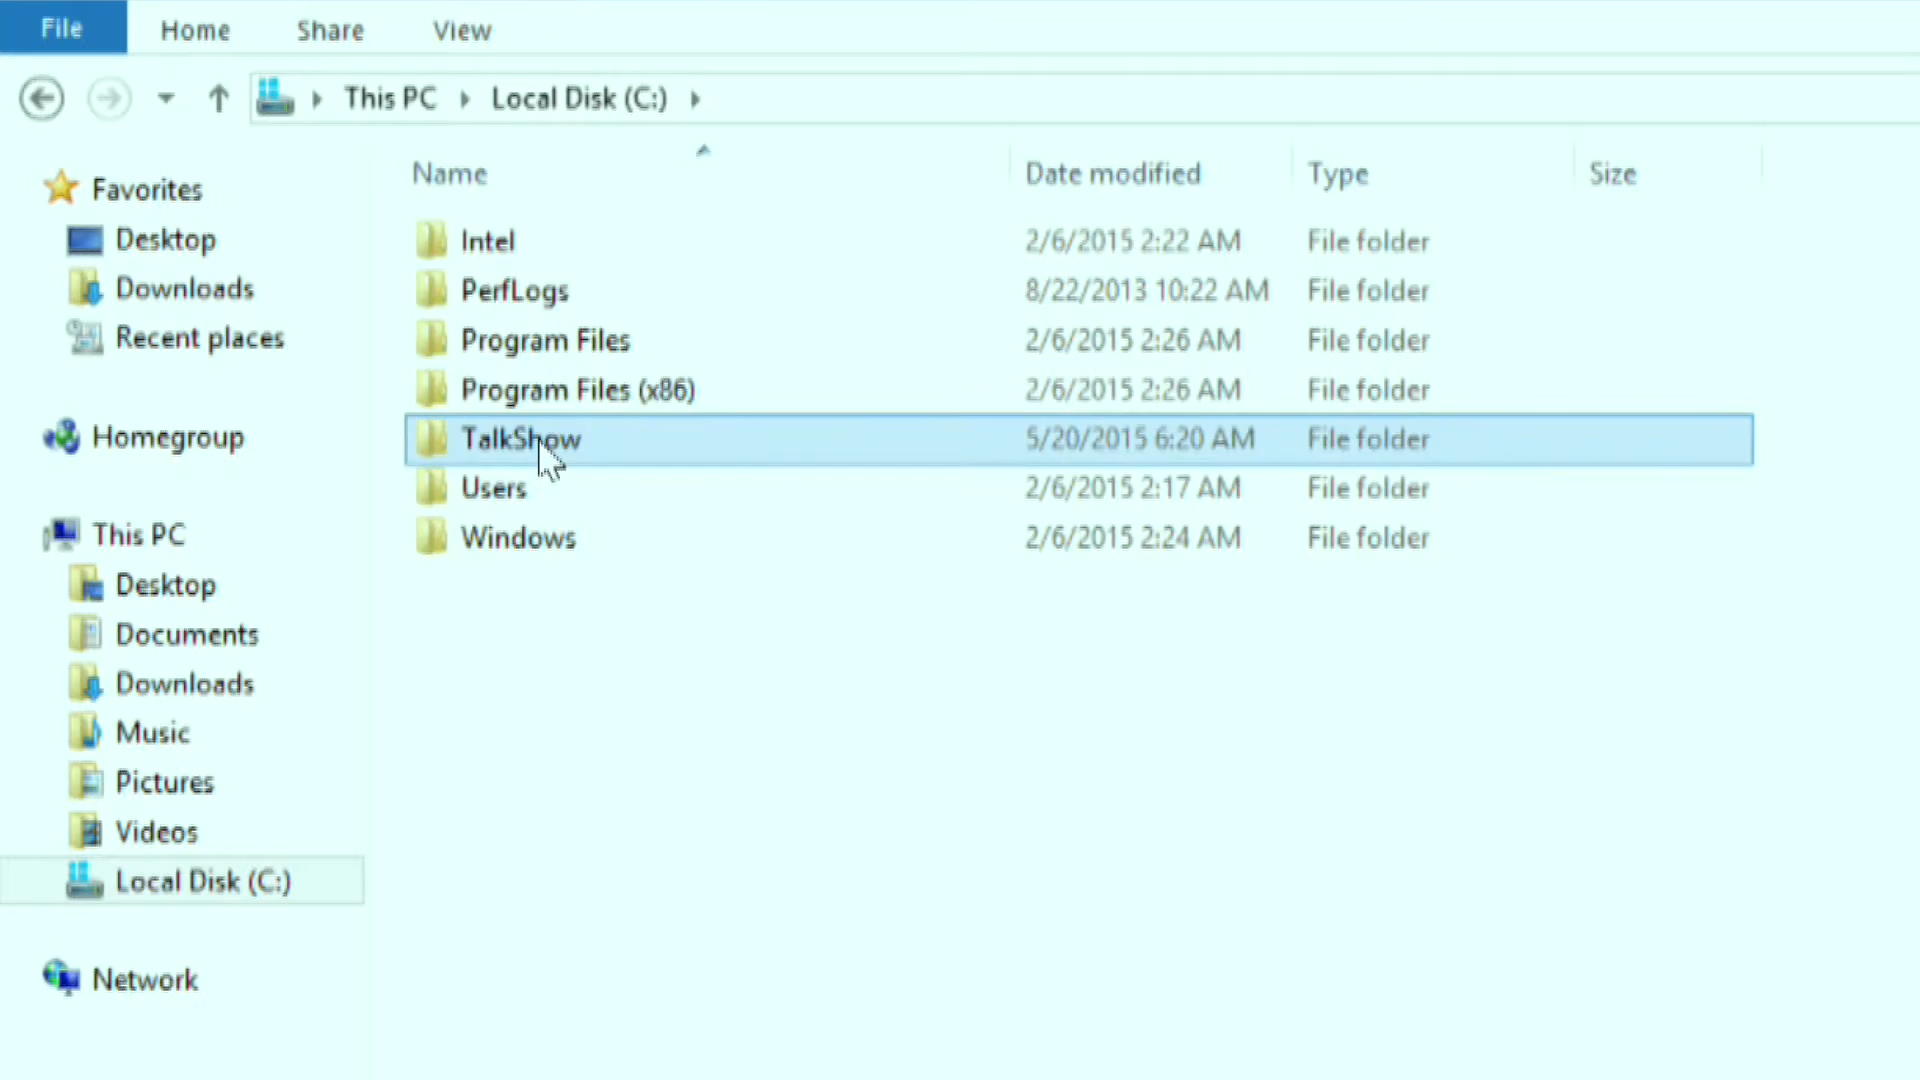 File Home Share View
This PC Local Disk (C:)
Name Date modified Type Size
Favorites
Desktop
Downloads
Recent places
Homegroup
This PC
Desktop
Documents
Downloads
Music
Pictures
Videos
Local Disk (C:)
Network
Intel 2/6/2015 2:22 AM File folder
PerfLogs 8/22/2013 10:22 AM File folder
Program Files 2/6/2015 2:26 AM File folder
Program Files (x86) 2/6/2015 2:26 AM File folder
TalkShow 5/20/2015 6:20 AM File folder
Users 2/6/2015 2:17 AM File folder
Windows 2/6/2015 2:24 AM File folder